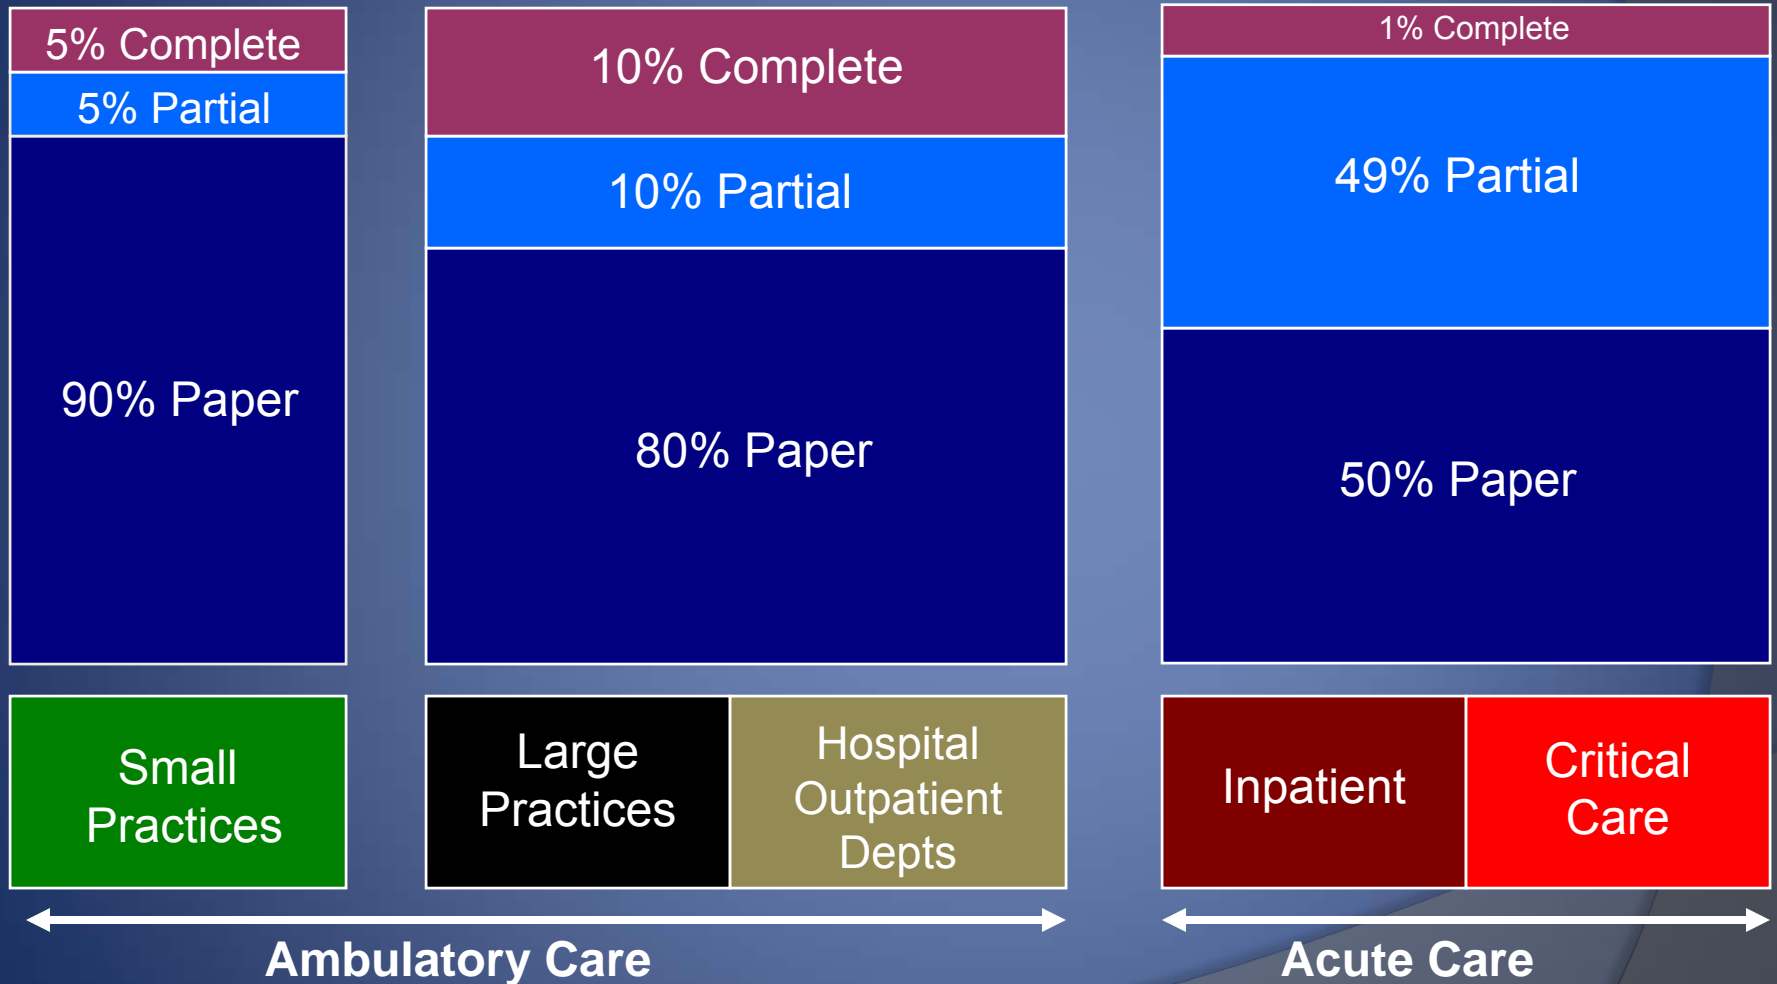 5% Complete
5% Partial
90% Paper
10% Complete
10% Partial
80% Paper
1% Complete
49% Partial
50% Paper
Small
Practices
Large
Practices
Hospital
Outpatient
Depts
Inpatient
Critical
Care
Ambulatory Care
Acute Care